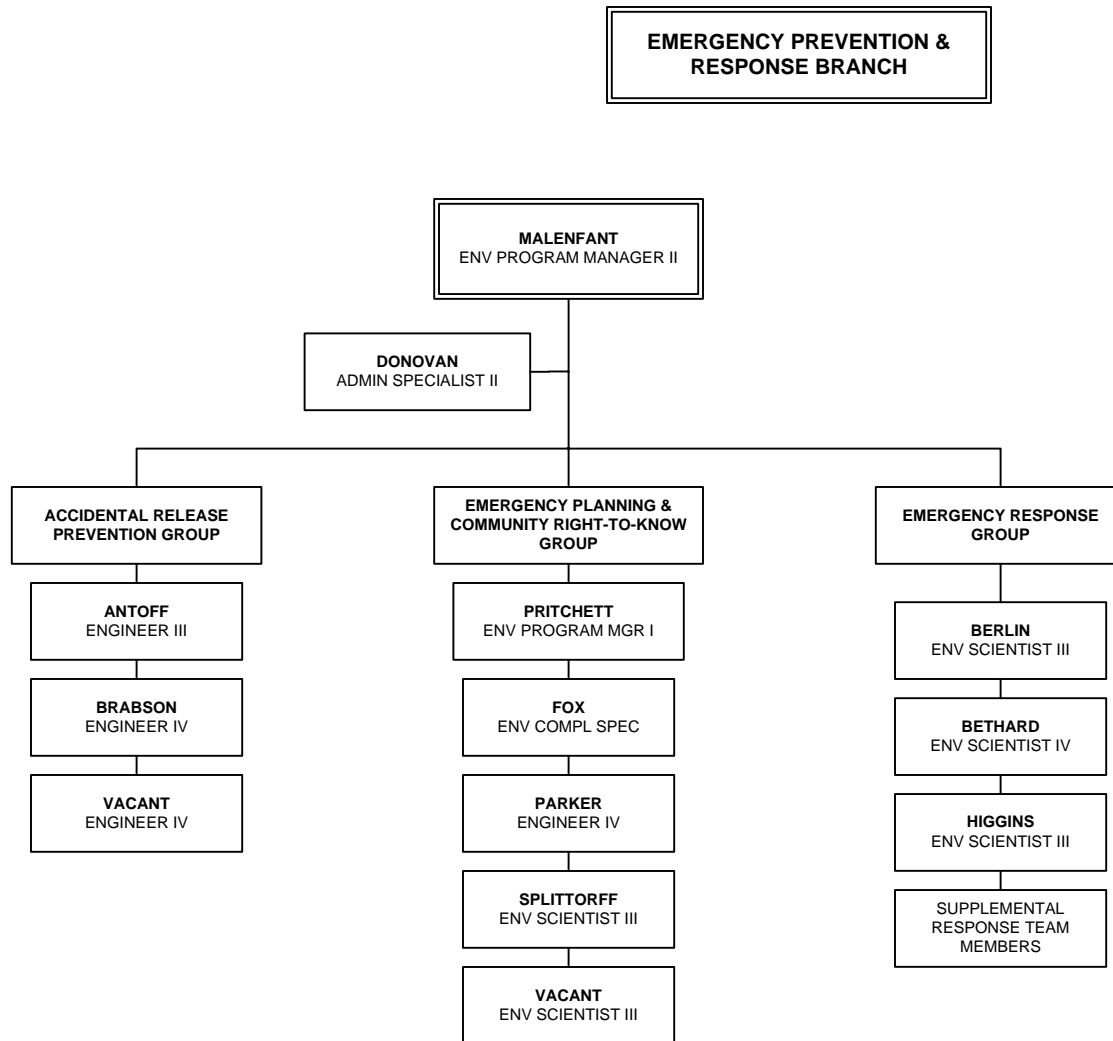 EMERGENCY PREVENTION &
RESPONSE BRANCH
MALENFANT
ENV PROGRAM MANAGER II
DONOVAN
ADMIN SPECIALIST II
ACCIDENTAL RELEASE
PREVENTION GROUP
ANTOFF
ENGINEER III
BRABSON
ENGINEER IV
VACANT
ENGINEER IV
EMERGENCY PLANNING &
COMMUNITY RIGHT-TO-KNOW
GROUP
PRITCHETT
ENV PROGRAM MGR I
FOX
ENV COMPL SPEC
PARKER
ENGINEER IV
SPLITTORFF
ENV SCIENTIST III
VACANT
ENV SCIENTIST III
EMERGENCY RESPONSE
GROUP
BERLIN
ENV SCIENTIST III
BETHARD
ENV SCIENTIST IV
HIGGINS
ENV SCIENTIST III
SUPPLEMENTAL
RESPONSE TEAM
MEMBERS